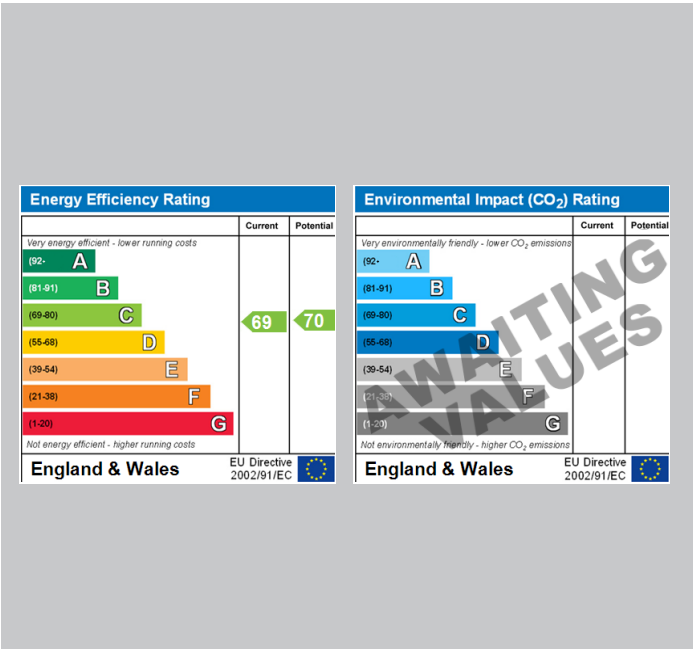 Energy Efficiency Rating
Current Potential
Very energy efficient - lower running costs
(92- A
(81-91) B
(69-80) C
(55-68) D
(39-54) E
(21-38) F
(1-20) G
69 70
Not energy efficient - higher running costs
England & Wales
EU Directive
2002/91/EC
Environmental Impact (CO2) Rating
Current Potential
Very environmentally friendly - lower CO2 emissions
(92- A
(81-91) B
(69-80) C
(55-68) D
(39-54) E
(21-38) F
(1-20) G
AWAITING
VALUES
Not environmentally friendly - higher CO2 emissions
England & Wales
EU Directive
2002/91/EC